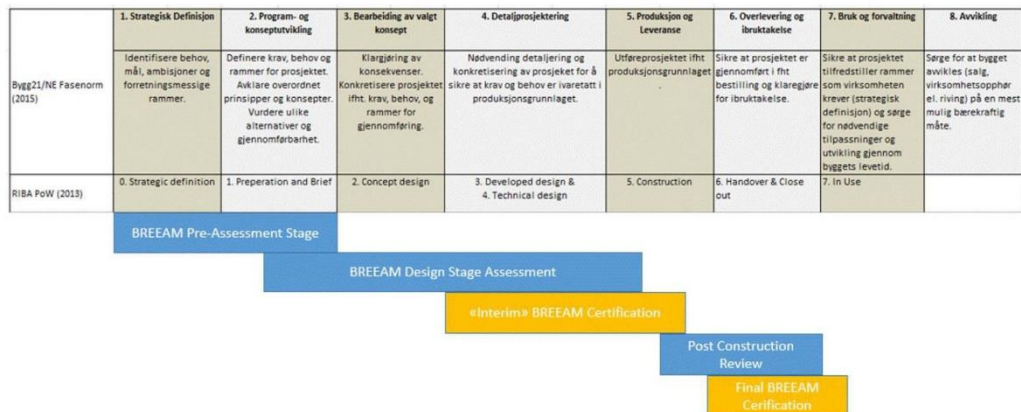 1. Strategisk Definisjon
2. Program- og
konseptutvikling
3. Bearbeiding av valgt
konsept
4. Detaljprosjektering
5. Produksjon og
Leveranse
6. Overlevering og
ibruktakelse
7. Bruk og forvaltning
8. Avvikling
Bygg21/NE Fasenorm
(2015)
Identifisere behov,
mål, ambisjoner og
forretningsmessige
rammer.
Definere krav, behov og
rammer for prosjektet.
Avklare overordnet
prinsipper og konsepter.
Vurdere ulike
alternativer og
gjennomførbarhet.
Klargjøring av
konsekvenser.
Konkretisere prosjektet
ifht. krav, behov, og
rammer for
gjennomføring.
Nødvending detaljering og
konkretisering av prosjeket for å
sikre at krav og behov er ivaretatt i
produksjonsgrunnlaget.
Utføreprosjektet ifht
produksjonsgrunnlaget
.
Sikre at prosjektet er
gjennomført i fht
bestilling og klaregjøre
for ibruktakelse.
Sikre at prosjektet
tilfredstiller rammer
som virksomheten
krever (strategisk
definisjon) og sørge
for nødvendige
tilpassninger og
utvikling gjennom
byggets levetid.
Sørge for at bygget
avvikles (salg,
virksomhetsopphør
el. riving) på en mest
mulig bærekraftig
måte.
RIBA PoW (2013)
0. Strategic definition
1. Preperation and Brief
2. Concept design
3. Developed design &
4. Technical design
5. Construction
6. Handover & Close
out
7. In Use
BREEAM Pre-Assessment Stage
BREEAM Design Stage Assessment
«Interim» BREEAM Certification
Post Construction
Review
Final BREEAM
Cerification